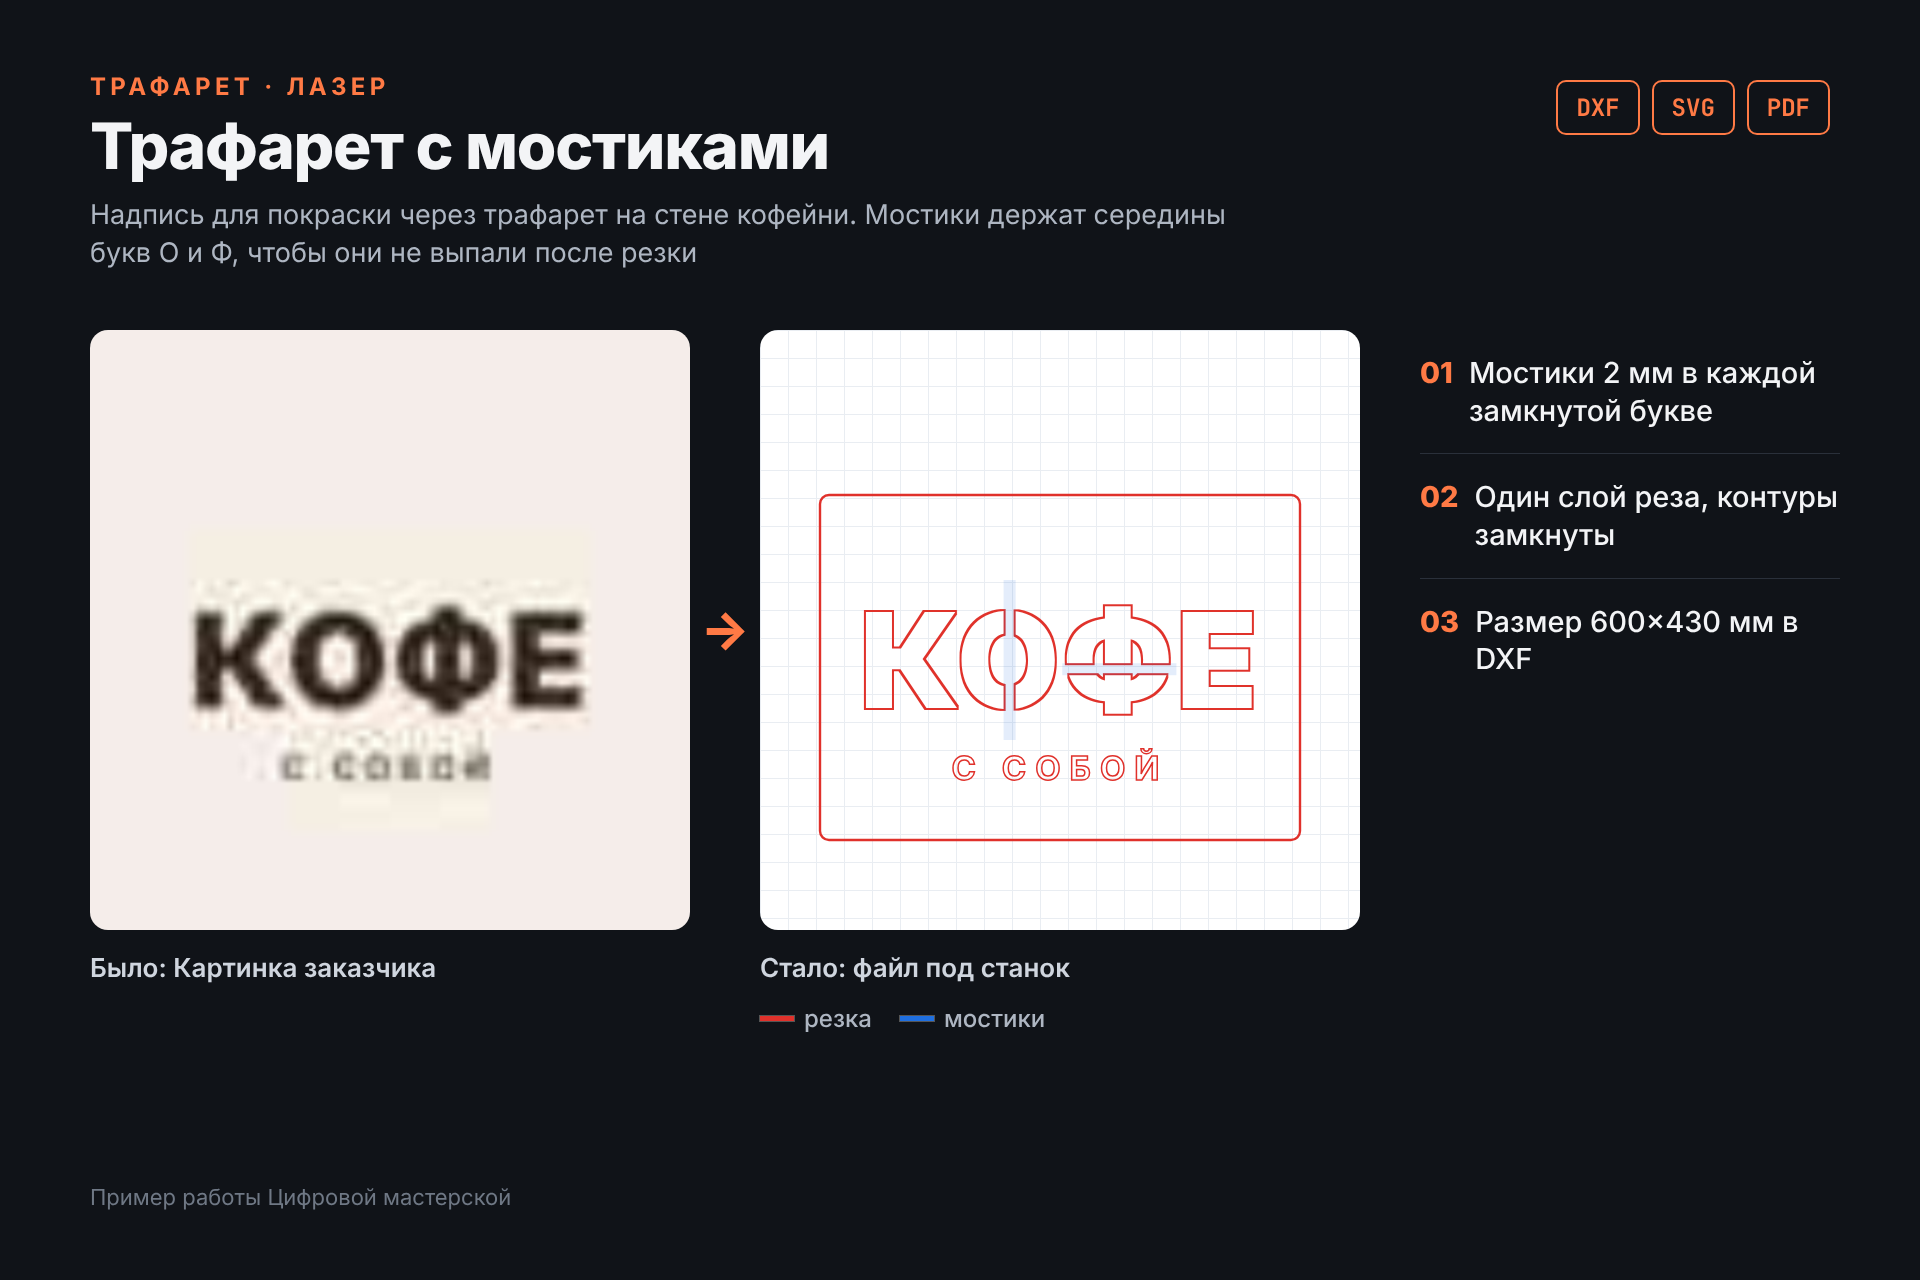 ТРАФАРЕТ · ЛАЗЕР
DXF SVG PDF
Трафарет с мостиками
Надпись для покраски через трафарет на стене кофейни. Мостики держат середины
букв О и Ф, чтобы они не выпали после резки
КОФЕ
с собой
→
КОФЕ
С СОБОЙ
01 Мостики 2 мм в каждой
замкнутой букве
02 Один слой реза, контуры
замкнуты
03 Размер 600×430 мм в
DXF
Было: Картинка заказчика
Стало: файл под станок
резка мостики
Пример работы Цифровой мастерской